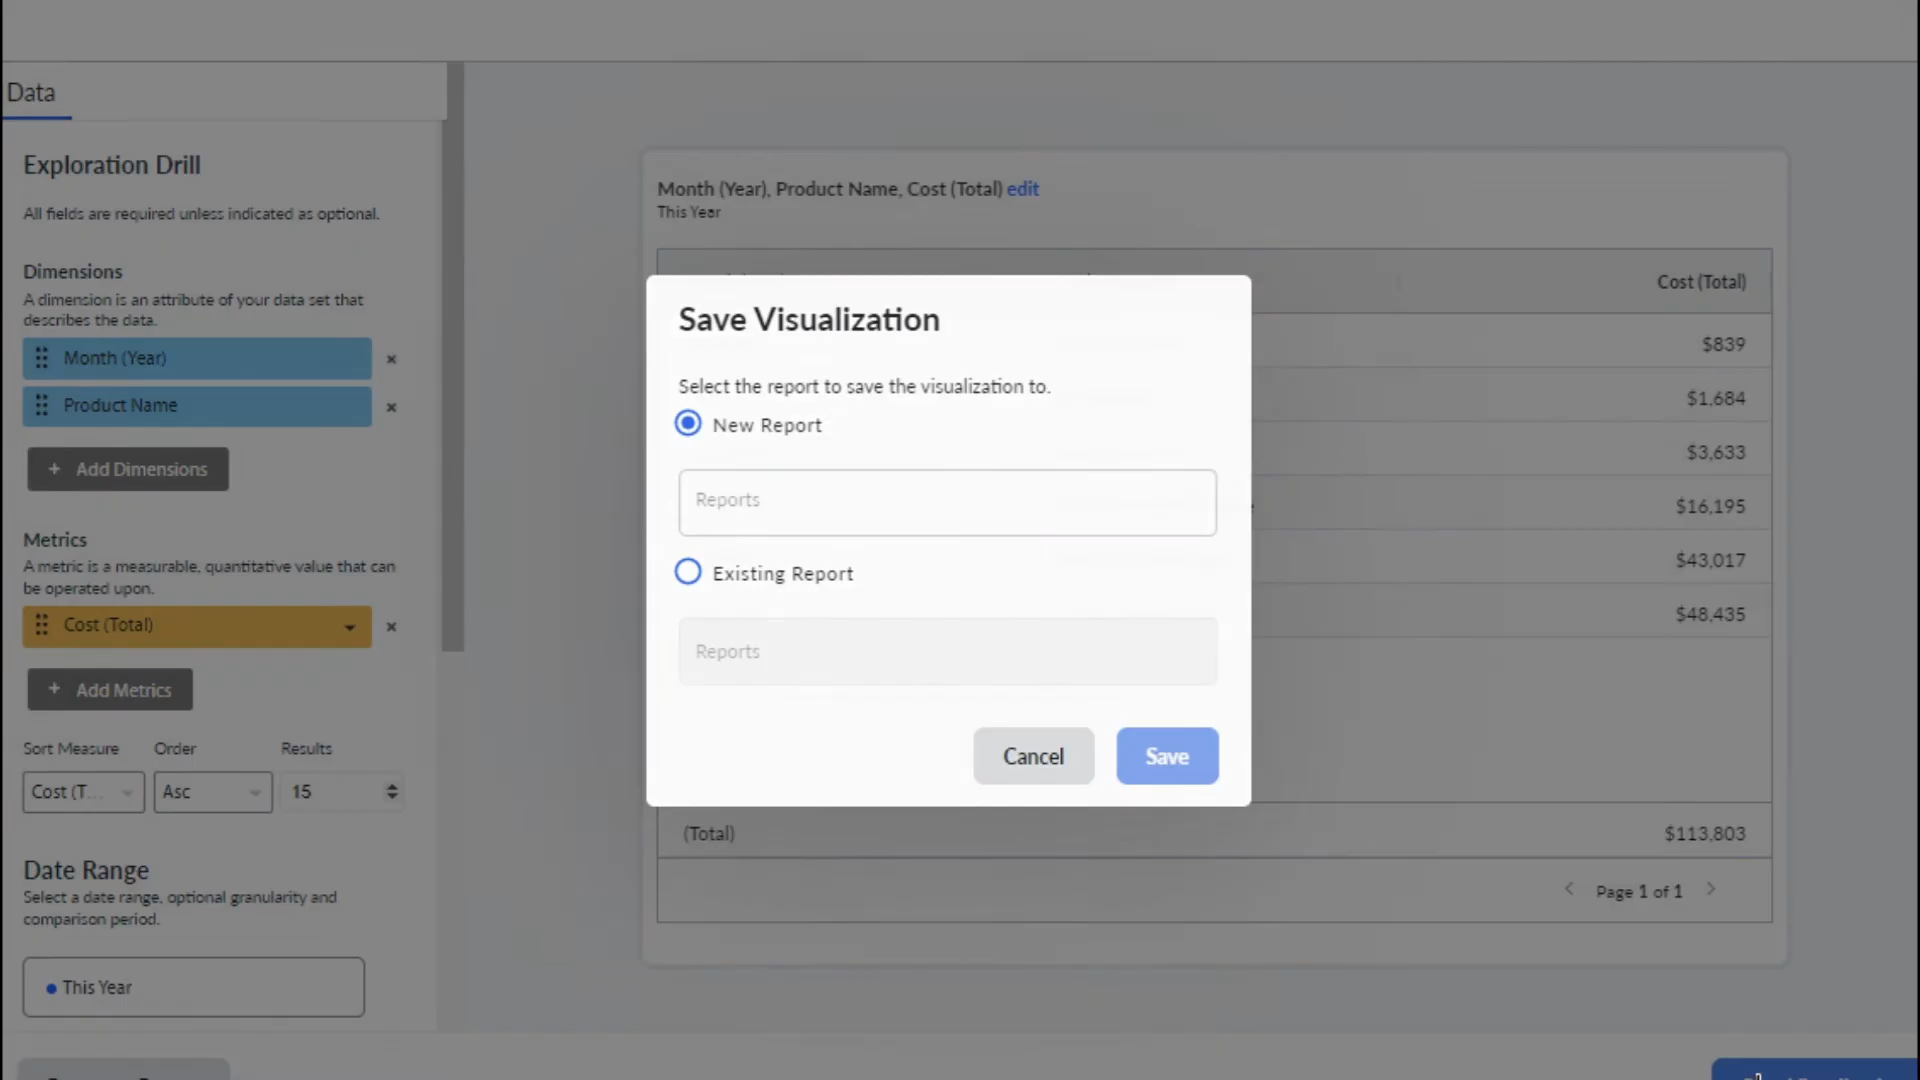 Data
Exploration Drill
All fields are required unless indicated as optional.
Dimensions
A dimension is an attribute of your data set that
describes the data.
Month (Year)
Product Name
+ Add Dimensions
Metrics
A metric is a measurable, quantitative value that can
be operated upon.
Cost (Total)
+ Add Metrics
Sort Measure Order Results
Cost (T... Asc 15
Date Range
Select a date range, optional granularity and
comparison period.
This Year
Month (Year), Product Name, Cost (Total) edit
This Year
Cost (Total)
$839
$1,684
$3,633
$16,195
$43,017
$48,435
(Total) $113,803
Page 1 of 1
Save Visualization
Select the report to save the visualization to.
New Report
Reports
Existing Report
Reports
Cancel Save